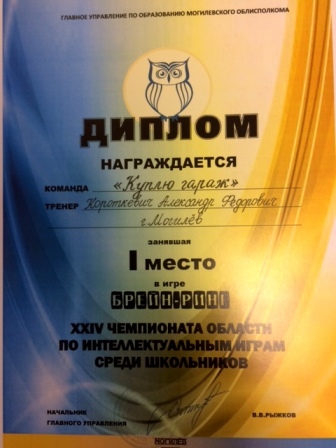 ГЛАВНОЕ УПРАВЛЕНИЕ ПО ОБРАЗОВАНИЮ МОГИЛЕВСКОГО ОБЛИСПОЛКОМА
ДИПЛОМ
НАГРАЖДАЕТСЯ
КОМАНДА «Куплю гараж»
ТРЕНЕР Короткевич Александр Федорович
г. Могилёв
занявшая
I место
в игре
БРЕЙН-РИНГ
XXIV ЧЕМПИОНАТА ОБЛАСТИ
ПО ИНТЕЛЛЕКТУАЛЬНЫМ ИГРАМ
СРЕДИ ШКОЛЬНИКОВ
НАЧАЛЬНИК
ГЛАВНОГО УПРАВЛЕНИЯ В.В.РЫЖКОВ
МОГИЛЕВ